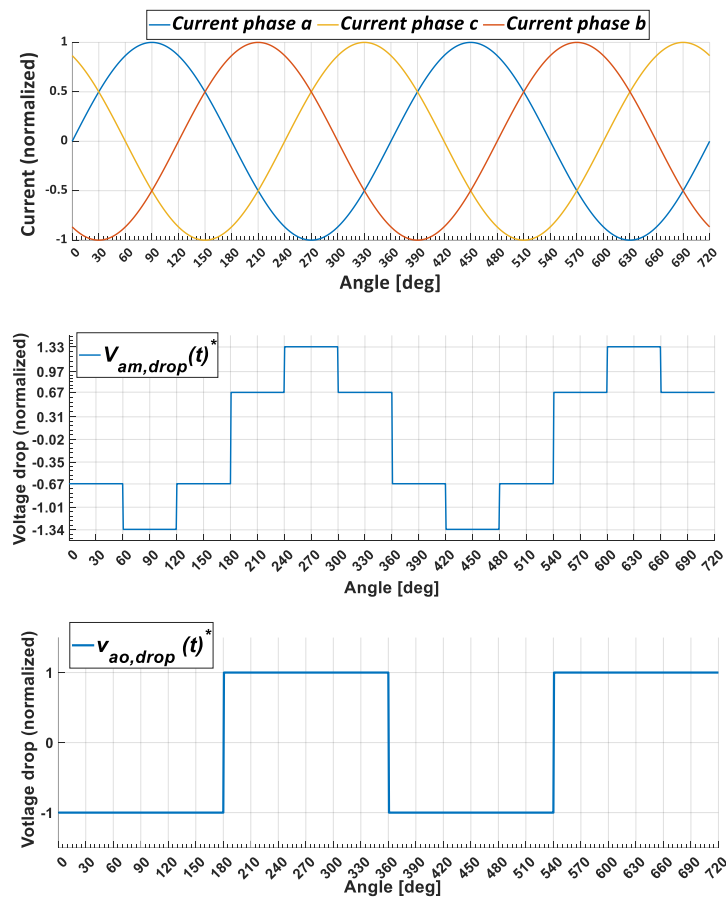 Current phase a Current phase c Current phase b
Current (normalized)
1
0.5
0
-0.5
-1
0 30 60 90 120 150 180 210 240 270 300 330 360 390 420 450 480 510 540 570 600 630 660 690 720
Angle [deg]
V am,drop (t)*
Voltage drop (normalized)
1.33
0.97
0.67
0.31
-0.02
-0.35
-0.67
-1.01
-1.34
0 30 60 90 120 150 180 210 240 270 300 330 360 390 420 450 480 510 540 570 600 630 660 690 720
Angle [deg]
v ao,drop (t)*
Votlage drop (normalized)
1
0
-1
0 30 60 90 120 150 180 210 240 270 300 330 360 390 420 450 480 510 540 570 600 630 660 690 720
Angle [deg]